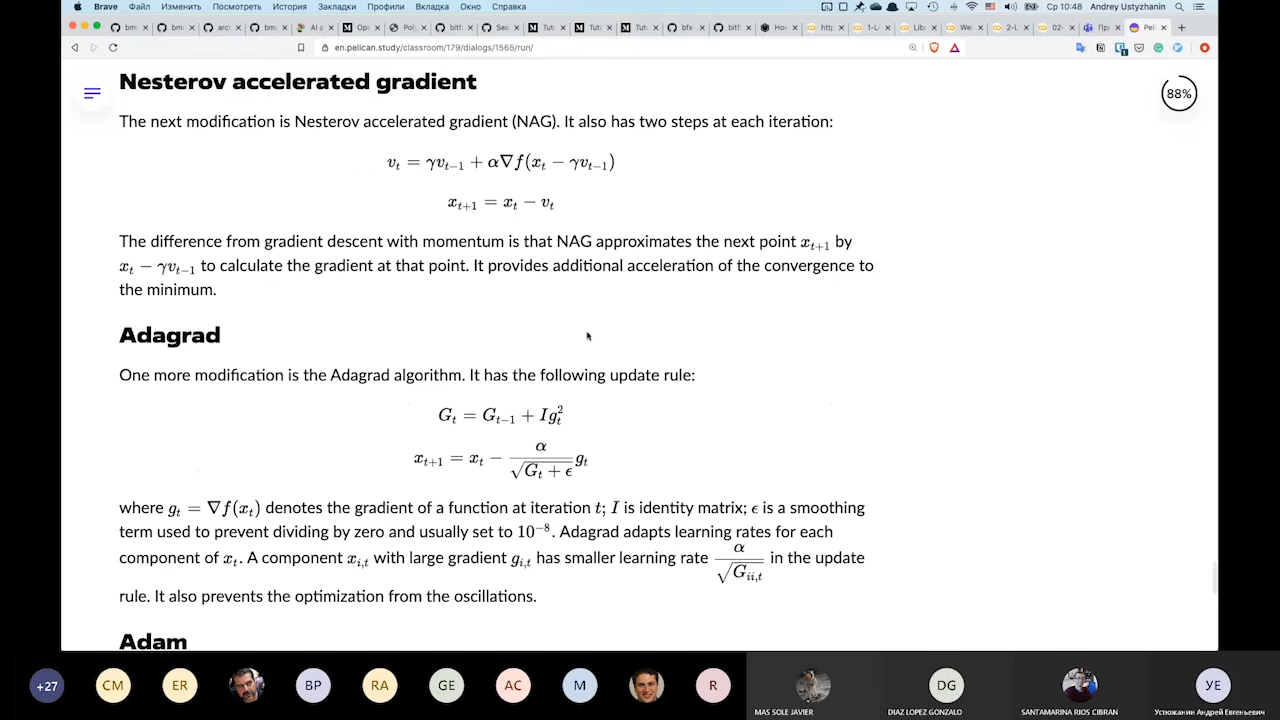 Brave Файл Изменить Посмотреть История Закладки Профили Вкладка Окно Справка Ср 10:48 Andrey Ustyzhanin
en.pelican.study/classroom/179/dialogs/1565/run/
Nesterov accelerated gradient
88%
The next modification is Nesterov accelerated gradient (NAG). It also has two steps at each iteration:
v_t = γv_{t−1} + α∇f(x_t − γv_{t−1})
x_{t+1} = x_t − v_t
The difference from gradient descent with momentum is that NAG approximates the next point x_{t+1} by
x_t − γv_{t−1} to calculate the gradient at that point. It provides additional acceleration of the convergence to
the minimum.
Adagrad
One more modification is the Adagrad algorithm. It has the following update rule:
G_t = G_{t−1} + Ig_t^2
x_{t+1} = x_t − α/√(G_t + ϵ) g_t
where g_t = ∇f(x_t) denotes the gradient of a function at iteration t; I is identity matrix; ϵ is a smoothing
term used to prevent dividing by zero and usually set to 10^{−8}. Adagrad adapts learning rates for each
component of x_t. A component x_{i,t} with large gradient g_{i,t} has smaller learning rate α/√G_{ii,t} in the update
rule. It also prevents the optimization from the oscillations.
Adam
+27 CM ER BP RA GE AC M R DG УЕ
MAS SOLE JAVIER DIAZ LOPEZ GONZALO SANTAMARINA RIOS CIBRAN Устюжанин Андрей Евгеньевич